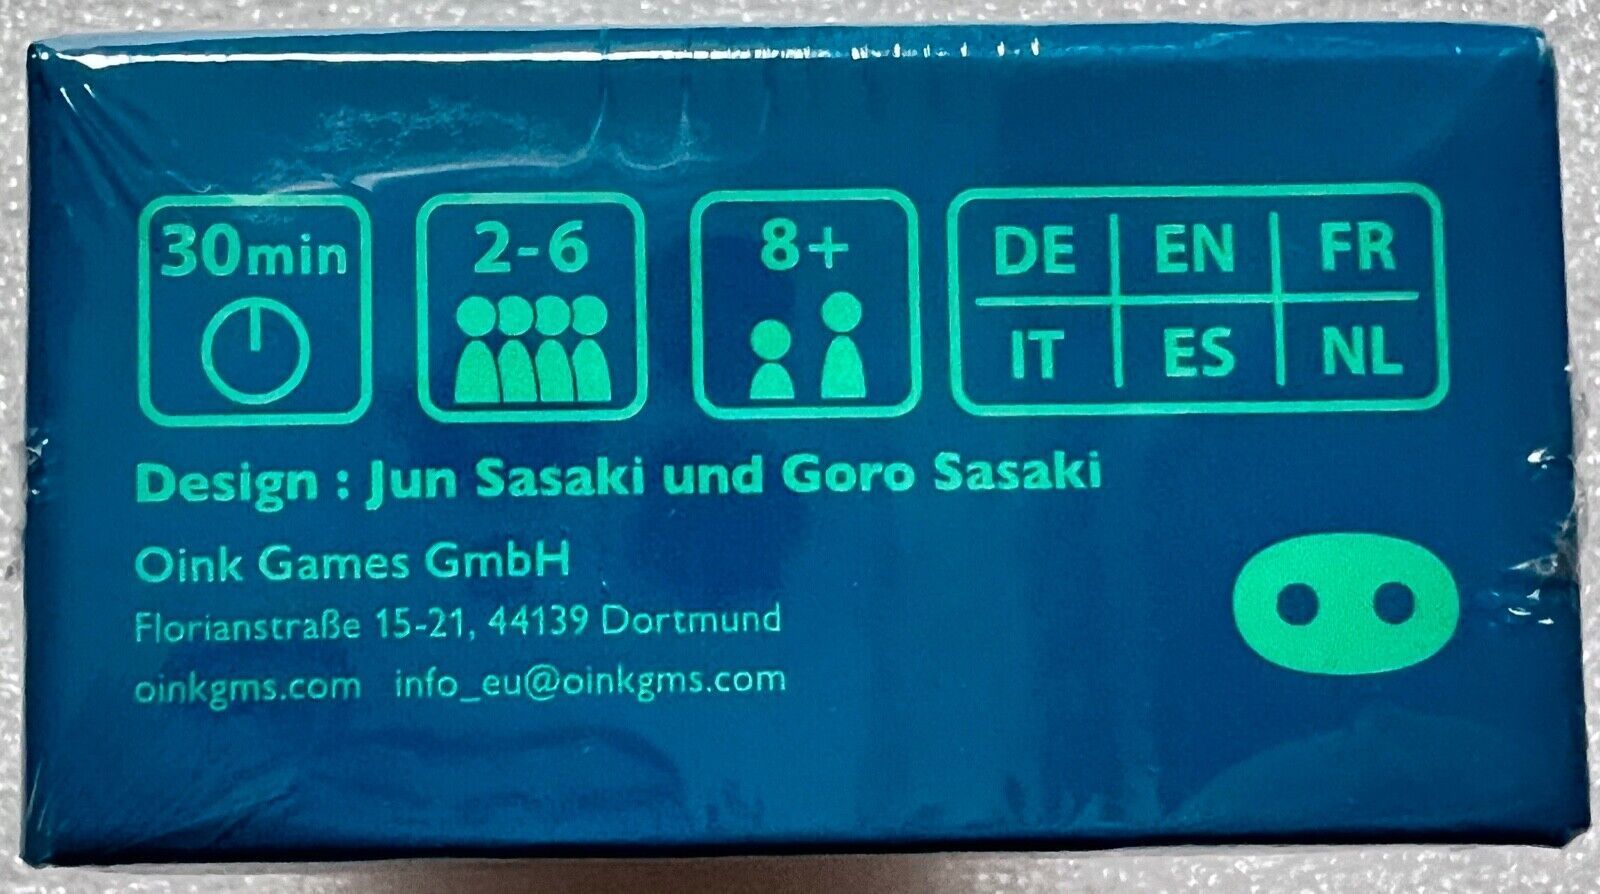 30min 2-6 8+ DE EN FR
IT ES NL
Design : Jun Sasaki und Goro Sasaki
Oink Games GmbH
Florianstraße 15-21, 44139 Dortmund
oinkgms.com info_eu@oinkgms.com